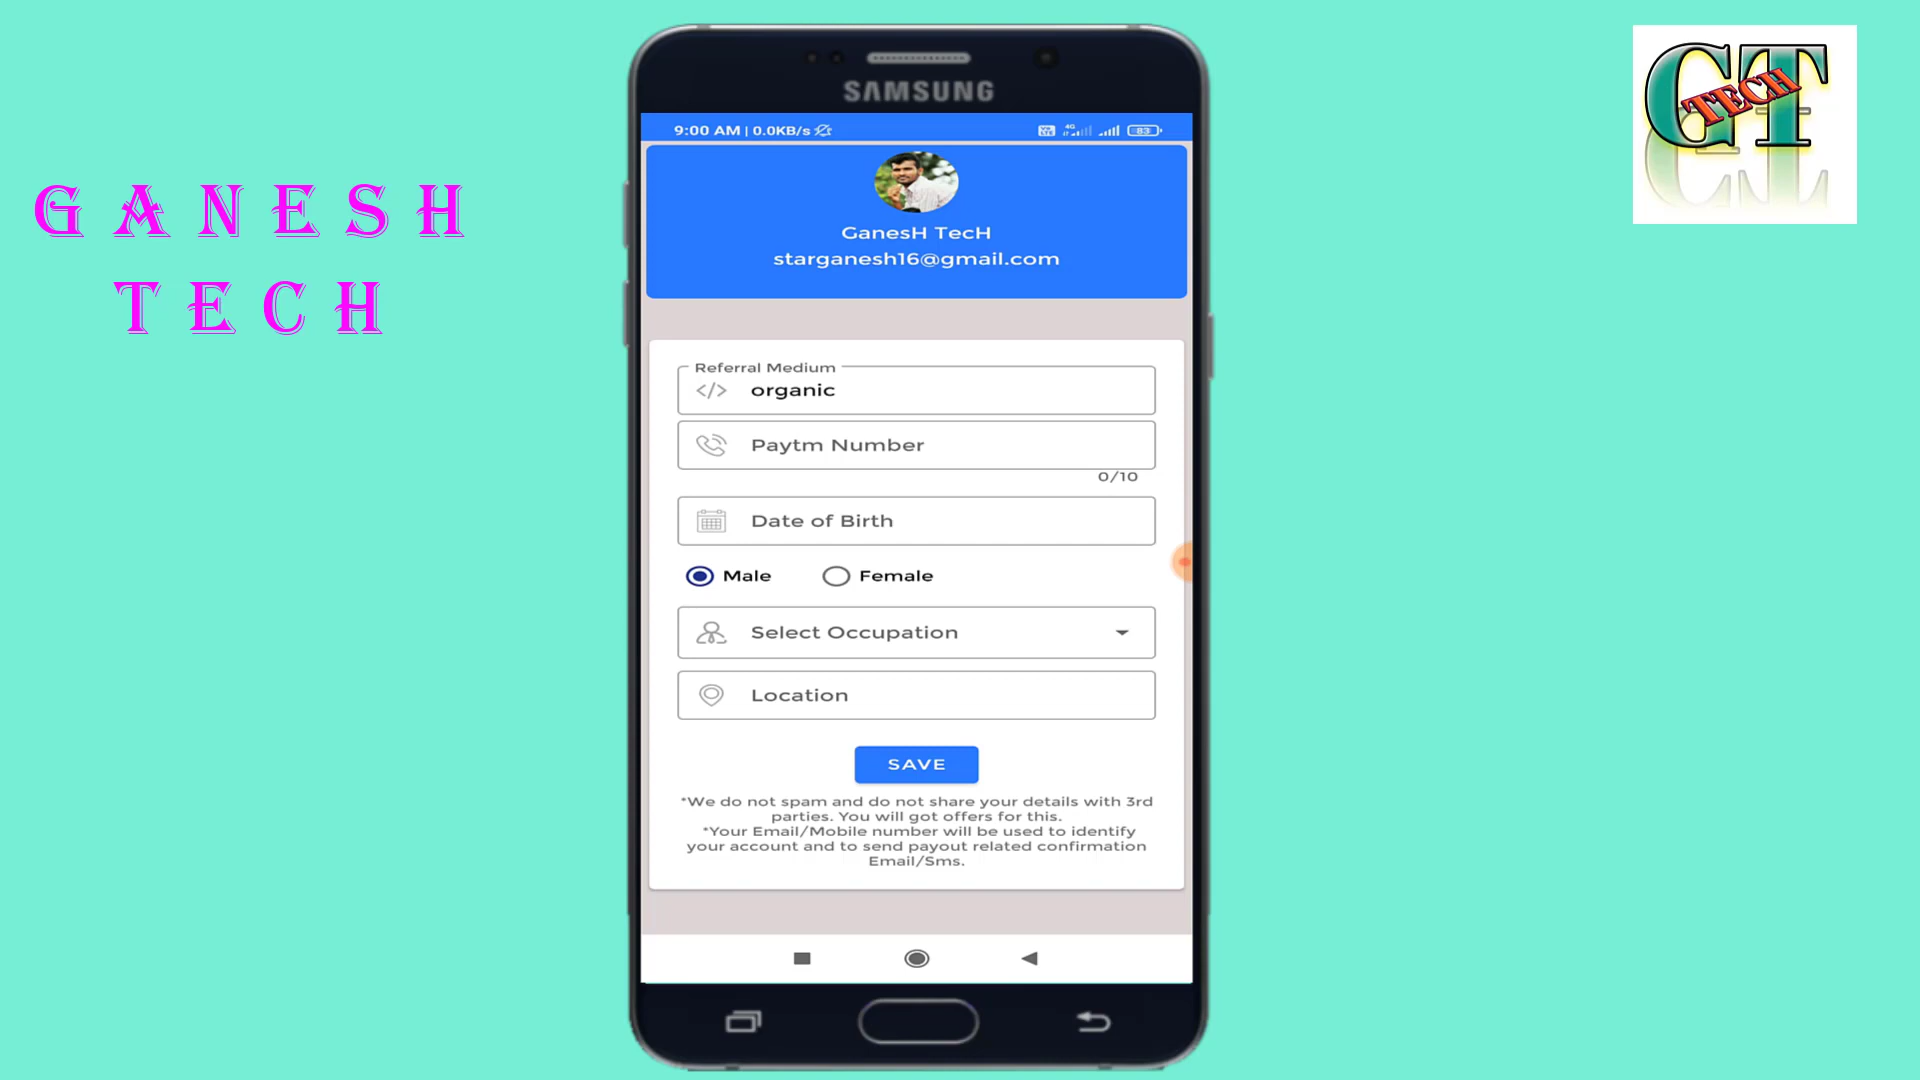 GANESH
TECH
SAMSUNG
9:00 AM | 0.0KB/s
4G
83
GT
TECH
GanesH TecH
starganesh16@gmail.com
Referral Medium
</> organic
Paytm Number
0/10
Date of Birth
Male Female
Select Occupation
Location
SAVE
*We do not spam and do not share your details with 3rd
parties. You will got offers for this.
*Your Email/Mobile number will be used to identify
your account and to send payout related confirmation
Email/Sms.